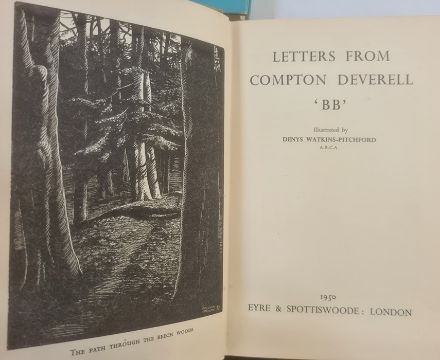 THE PATH THROUGH THE BEECH WOODS
LETTERS FROM
COMPTON DEVERELL
'BB'
Illustrated by
DENYS WATKINS-PITCHFORD
A.R.C.A.
1950
EYRE & SPOTTISWOODE: LONDON